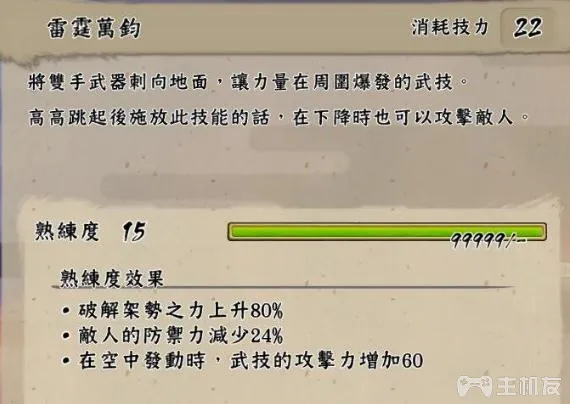 雷霆萬鈞 消耗技力 22
將雙手武器刺向地面，讓力量在周圍爆發的武技。
高高跳起後施放此技能的話，在下降時也可以攻擊敵人。
熟練度 15
99999/--
熟練度效果
・破解架勢之力上升80%
・敵人的防禦力減少24%
・在空中發動時，武技的攻擊力增加60
主机友